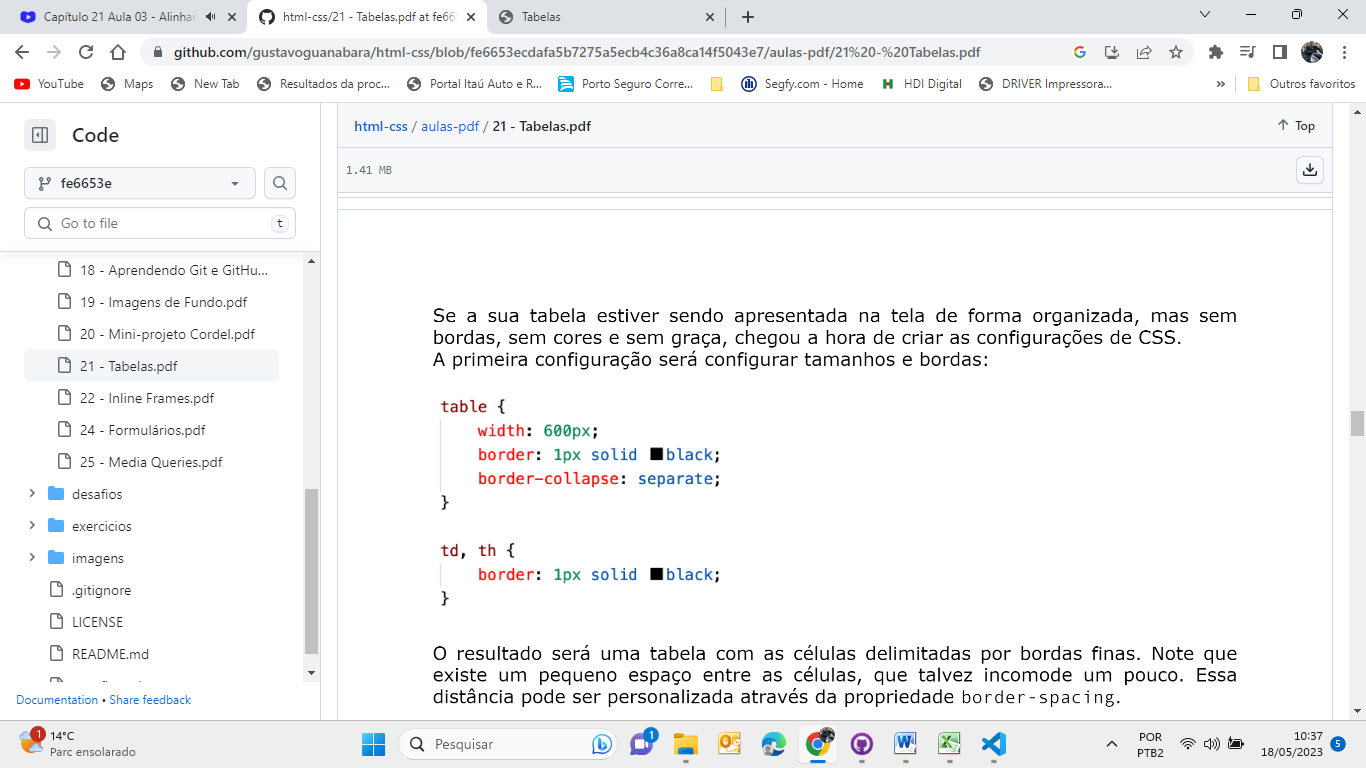 Capítulo 21 Aula 03 - Alinhar
html-css/21 - Tabelas.pdf at fe665
Tabelas
github.com/gustavoguanabara/html-css/blob/fe6653ecdafa5b7275a5ecb4c36a8ca14f5043e7/aulas-pdf/21%20-%20Tabelas.pdf
YouTube
Maps
New Tab
Resultados da proc...
Portal Itaú Auto e R...
Porto Seguro Corre...
Segfy.com - Home
HDI Digital
DRIVER Impressora...
»
Outros favoritos
Code
html-css / aulas-pdf / 21 - Tabelas.pdf
Top
1.41 MB
fe6653e
Go to file
t
18 - Aprendendo Git e GitHu...
19 - Imagens de Fundo.pdf
20 - Mini-projeto Cordel.pdf
21 - Tabelas.pdf
22 - Inline Frames.pdf
24 - Formulários.pdf
25 - Media Queries.pdf
desafios
exercicios
imagens
.gitignore
LICENSE
README.md
Documentation • Share feedback
Se a sua tabela estiver sendo apresentada na tela de forma organizada, mas sem
bordas, sem cores e sem graça, chegou a hora de criar as configurações de CSS.
A primeira configuração será configurar tamanhos e bordas:
table {
width: 600px;
border: 1px solid black;
border-collapse: separate;
}
td, th {
border: 1px solid black;
}
O resultado será uma tabela com as células delimitadas por bordas finas. Note que
existe um pequeno espaço entre as células, que talvez incomode um pouco. Essa
distância pode ser personalizada através da propriedade border-spacing.
1
14°C
Parc ensolarado
Pesquisar
1
POR
PTB2
10:37
18/05/2023
5